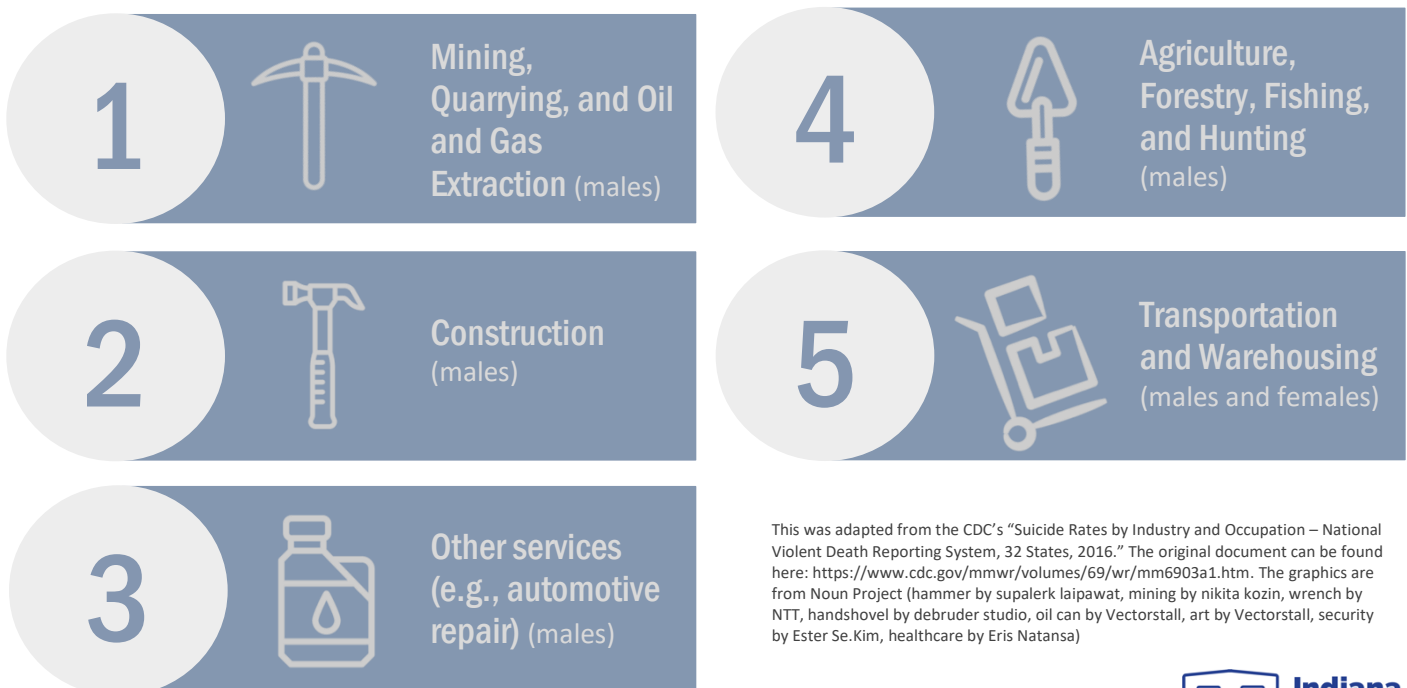 1
Mining,
Quarrying, and Oil
and Gas
Extraction (males)
2
Construction
(males)
3
Other services
(e.g., automotive
repair) (males)
4
Agriculture,
Forestry, Fishing,
and Hunting
(males)
5
Transportation
and Warehousing
(males and females)
This was adapted from the CDC's “Suicide Rates by Industry and Occupation – National
Violent Death Reporting System, 32 States, 2016.” The original document can be found
here: https://www.cdc.gov/mmwr/volumes/69/wr/mm6903a1.htm. The graphics are
from Noun Project (hammer by supalerk laipawat, mining by nikita kozin, wrench by
NTT, handshovel by debruder studio, oil can by Vectorstall, art by Vectorstall, security
by Ester Se.Kim, healthcare by Eris Natansa)
Indiana